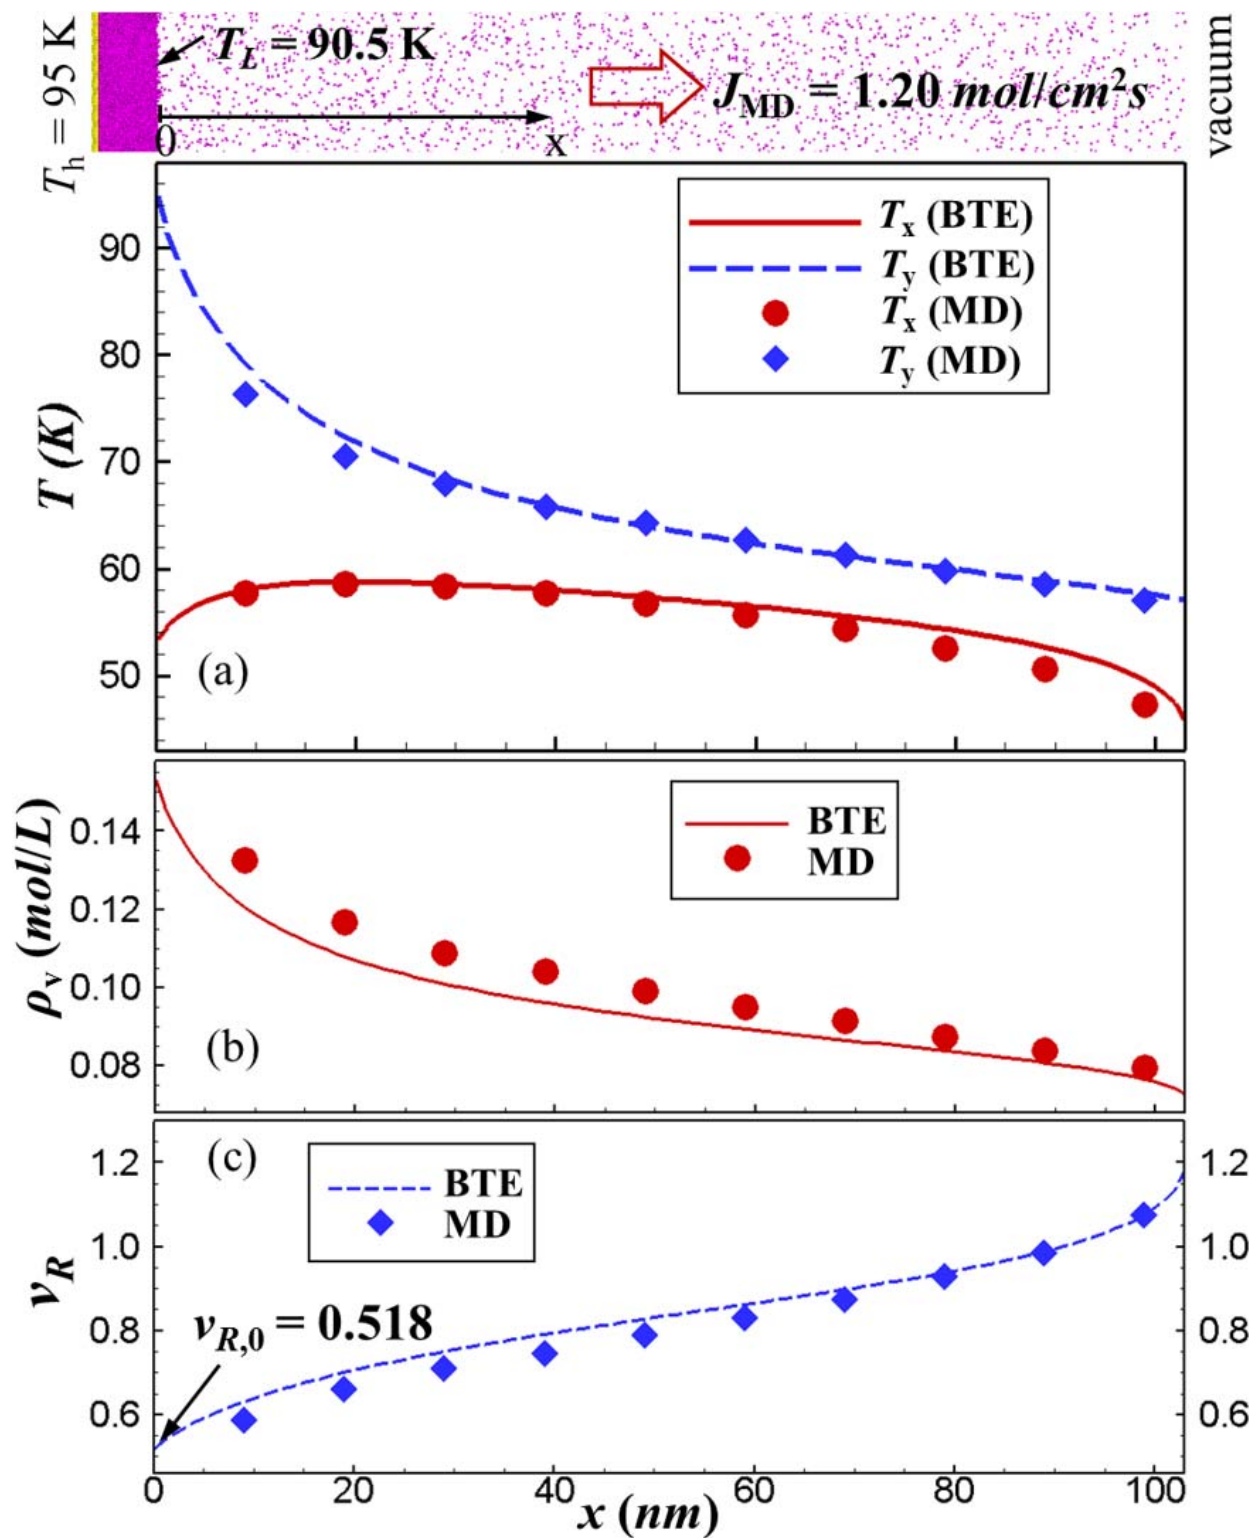 T_h = 95 K
T_L = 90.5 K
J_MD = 1.20 mol/cm²s
vacuum
0
x
T_x (BTE)
T_y (BTE)
T_x (MD)
T_y (MD)
90
80
70
60
50
T (K)
(a)
BTE
MD
0.14
0.12
0.10
0.08
ρ_v (mol/L)
(b)
(c)
BTE
MD
1.2
1.0
0.8
0.6
v_R
v_R,0 = 0.518
1.2
1.0
0.8
0.6
0 20 40 60 80 100
x (nm)